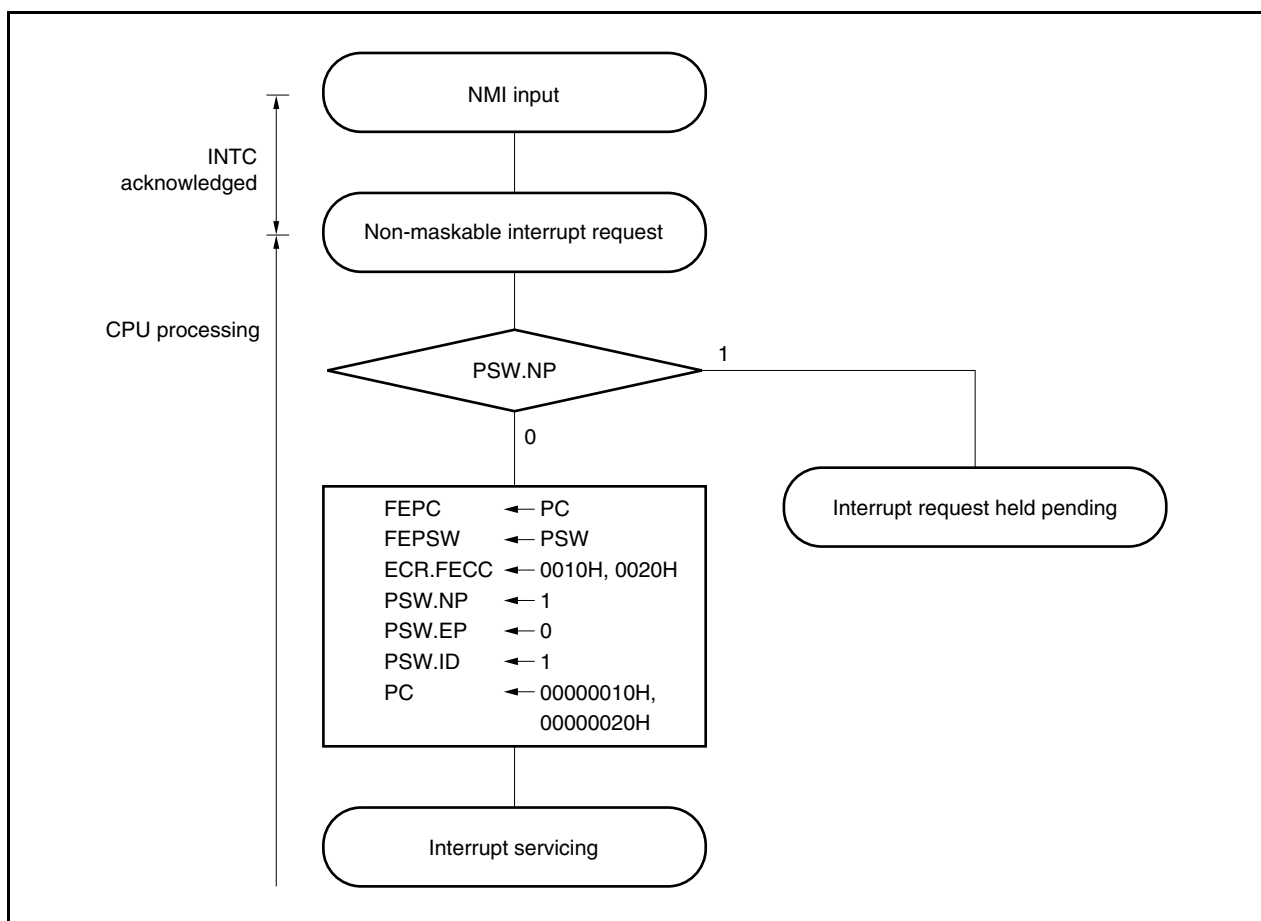 NMI input
INTC
acknowledged
Non-maskable interrupt request
CPU processing
PSW.NP
1
0
Interrupt request held pending
FEPC ← PC
FEPSW ← PSW
ECR.FECC ← 0010H, 0020H
PSW.NP ← 1
PSW.EP ← 0
PSW.ID ← 1
PC ← 00000010H,
00000020H
Interrupt servicing